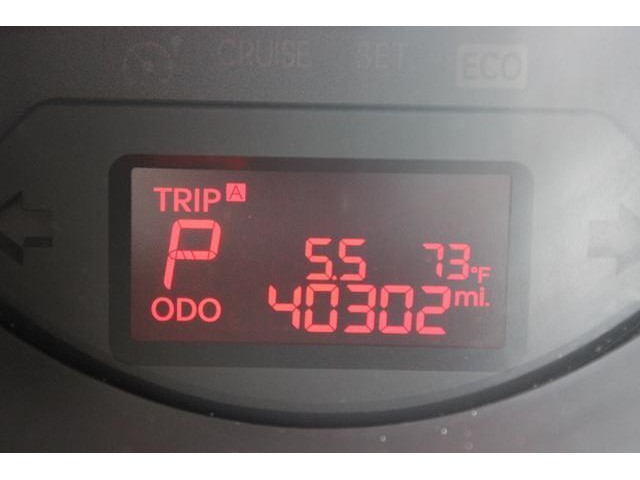 CRUISE SET ECO
TRIP A
P 5.5 73°F
ODO 40302 mi.